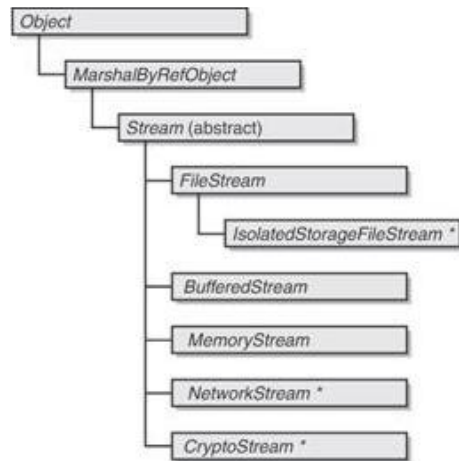 Object
MarshalByRefObject
Stream (abstract)
FileStream
IsolatedStorageFileStream *
BufferedStream
MemoryStream
NetworkStream *
CryptoStream *